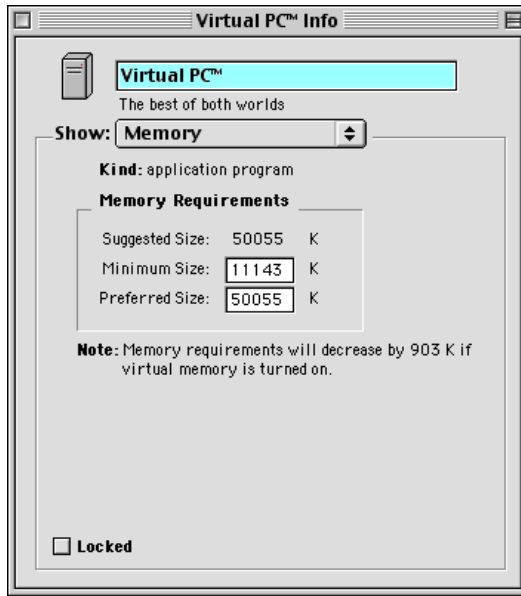 Virtual PC™ Info
Virtual PC™
The best of both worlds
Show: Memory
Kind: application program
Memory Requirements
Suggested Size: 50055 K
Minimum Size: 11143 K
Preferred Size: 50055 K
Note: Memory requirements will decrease by 903 K if
virtual memory is turned on.
Locked